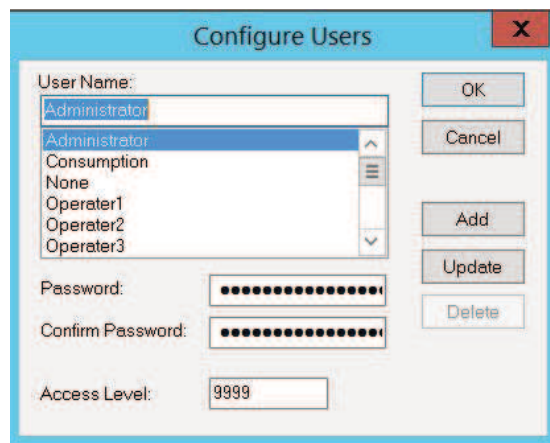 Configure Users
X
User Name:
OK
Administrator
Administrator
Cancel
Consumption
None
Operater1
Add
Operater2
Operater3
Update
Password:
Delete
Confirm Password:
Access Level:
9999